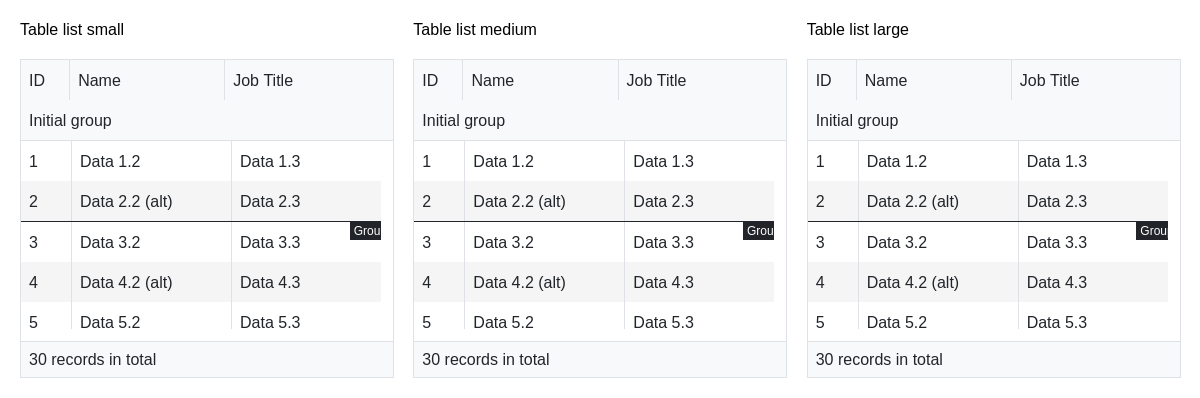 Table list small
ID Name Job Title
Initial group
1 Data 1.2 Data 1.3
2 Data 2.2 (alt) Data 2.3
Grou
3 Data 3.2 Data 3.3
4 Data 4.2 (alt) Data 4.3
5 Data 5.2 Data 5.3
30 records in total
Table list medium
ID Name Job Title
Initial group
1 Data 1.2 Data 1.3
2 Data 2.2 (alt) Data 2.3
Grou
3 Data 3.2 Data 3.3
4 Data 4.2 (alt) Data 4.3
5 Data 5.2 Data 5.3
30 records in total
Table list large
ID Name Job Title
Initial group
1 Data 1.2 Data 1.3
2 Data 2.2 (alt) Data 2.3
Grou
3 Data 3.2 Data 3.3
4 Data 4.2 (alt) Data 4.3
5 Data 5.2 Data 5.3
30 records in total